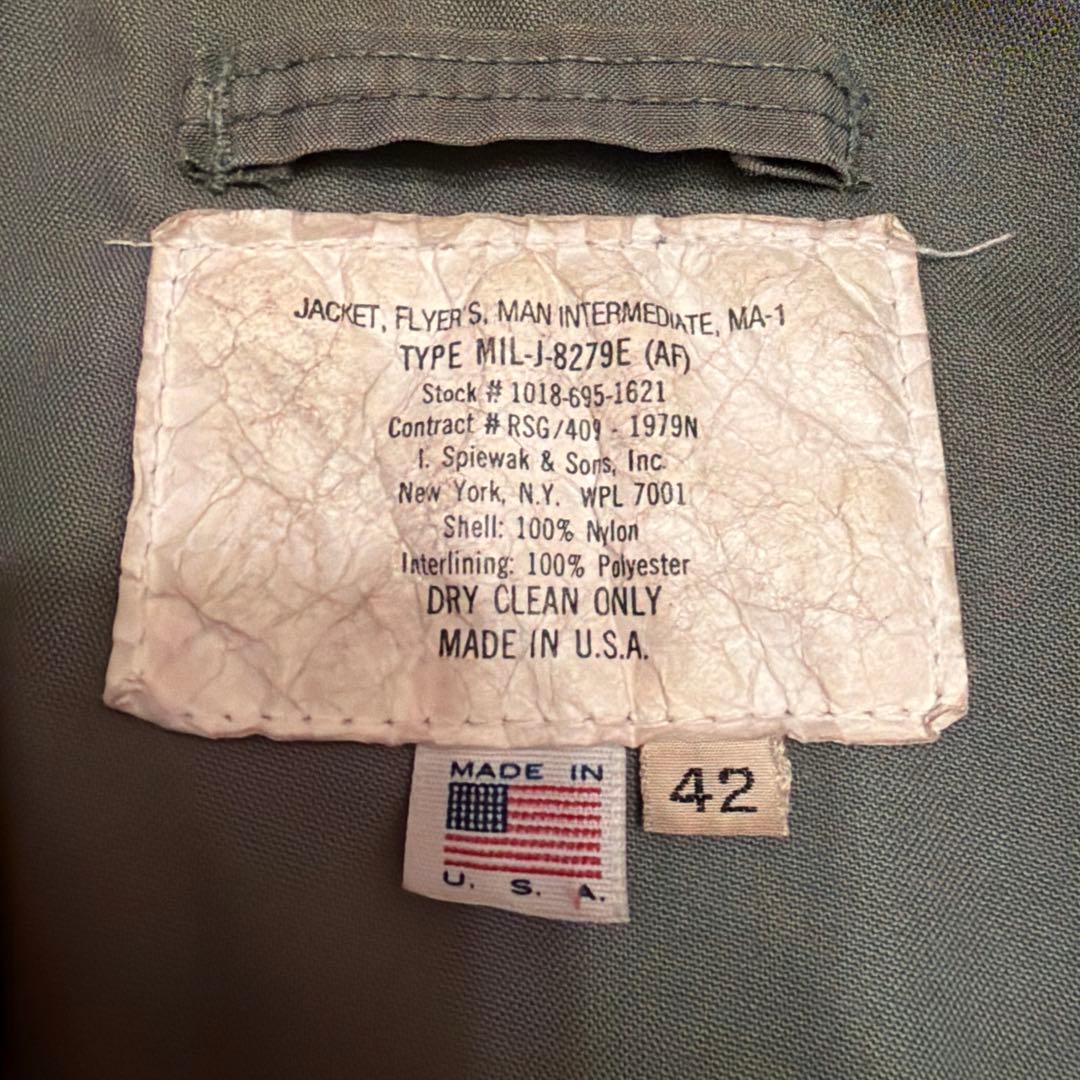 JACKET, FLYER'S, MAN INTERMEDIATE, MA-1
TYPE MIL-J-8279E (AF)
Stock # 1018-695-1621
Contract # RSG/409 - 1979N
I. Spiewak & Sons, Inc.
New York, N.Y. WPL 7001
Shell: 100% Nylon
Interlining: 100% Polyester
DRY CLEAN ONLY
MADE IN U.S.A.
MADE IN
U. S. A.
42